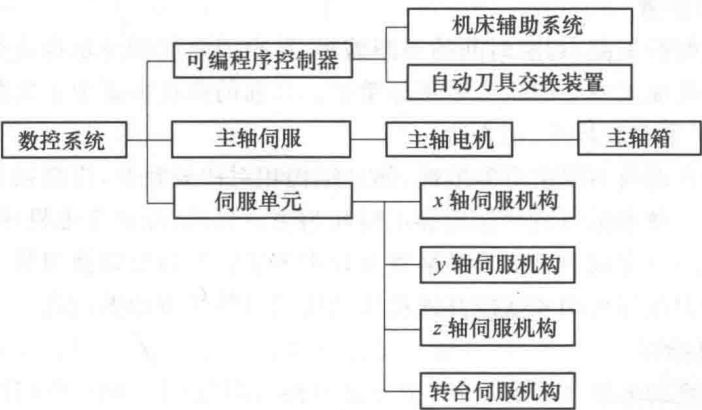 机床辅助系统
可编程序控制器
自动刀具交换装置
数控系统
主轴伺服
主轴电机
主轴箱
伺服单元
x 轴伺服机构
y 轴伺服机构
z 轴伺服机构
转台伺服机构